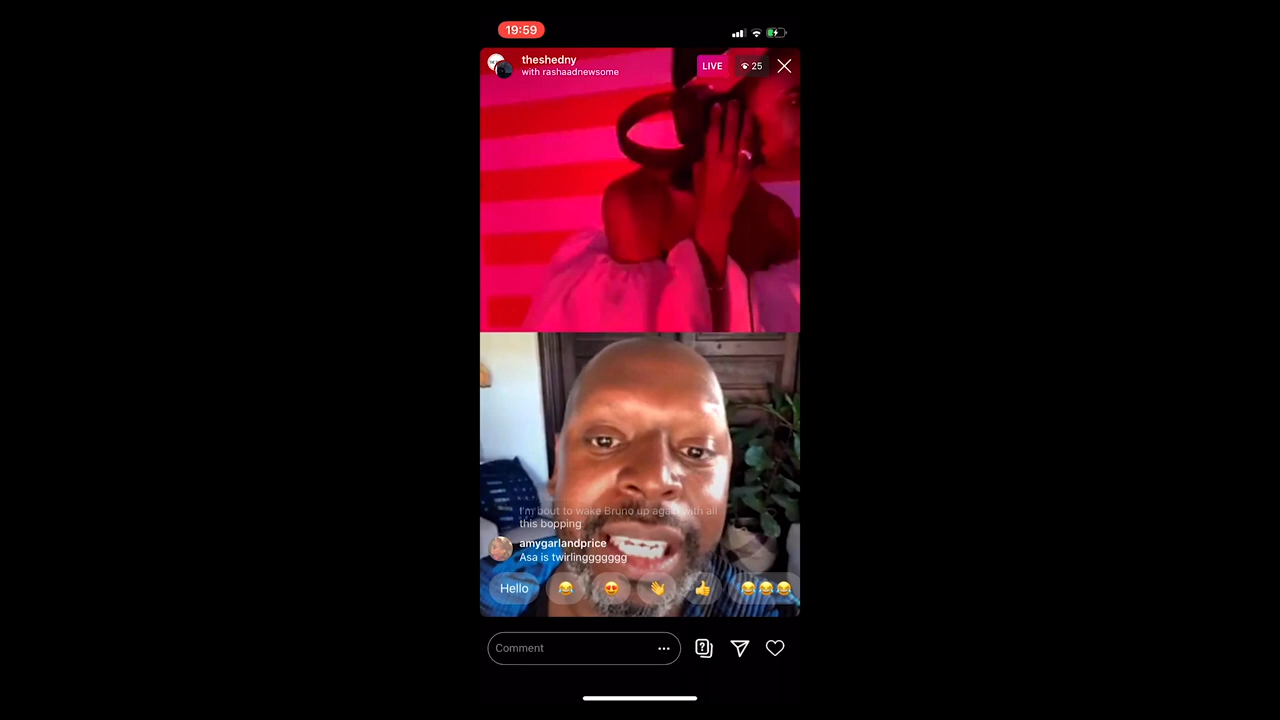 19:59
theshedny
with rashaadnewsome
LIVE
25
I'm bout to wake Bruno up again with all
this bopping
amygarlandprice
Asa is twirlinggggggg
Hello
Comment